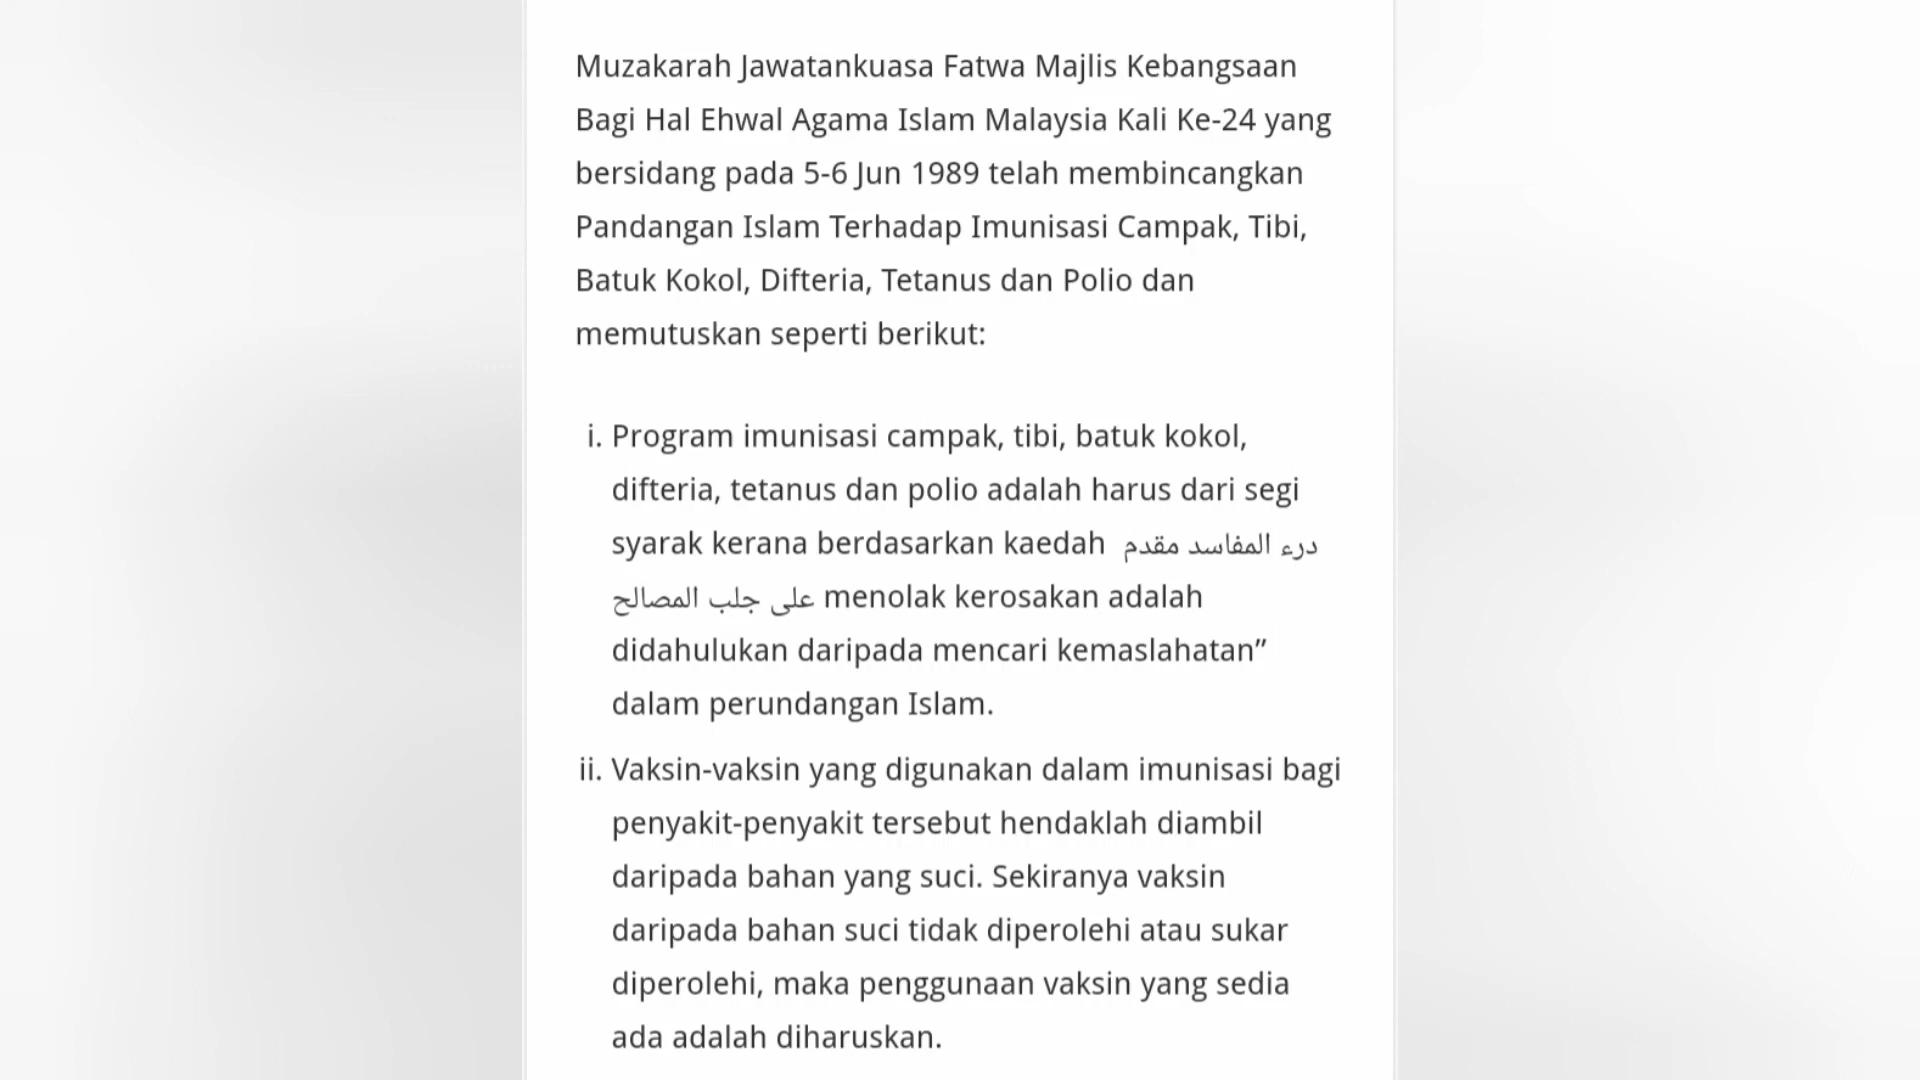 Muzakarah Jawatankuasa Fatwa Majlis Kebangsaan
Bagi Hal Ehwal Agama Islam Malaysia Kali Ke-24 yang
bersidang pada 5-6 Jun 1989 telah membincangkan
Pandangan Islam Terhadap Imunisasi Campak, Tibi,
Batuk Kokol, Difteria, Tetanus dan Polio dan
memutuskan seperti berikut:
i. Program imunisasi campak, tibi, batuk kokol,
difteria, tetanus dan polio adalah harus dari segi
syarak kerana berdasarkan kaedah درء المفاسد مقدم
على جلب المصالح menolak kerosakan adalah
didahulukan daripada mencari kemaslahatan”
dalam perundangan Islam.
ii. Vaksin-vaksin yang digunakan dalam imunisasi bagi
penyakit-penyakit tersebut hendaklah diambil
daripada bahan yang suci. Sekiranya vaksin
daripada bahan suci tidak diperolehi atau sukar
diperolehi, maka penggunaan vaksin yang sedia
ada adalah diharuskan.